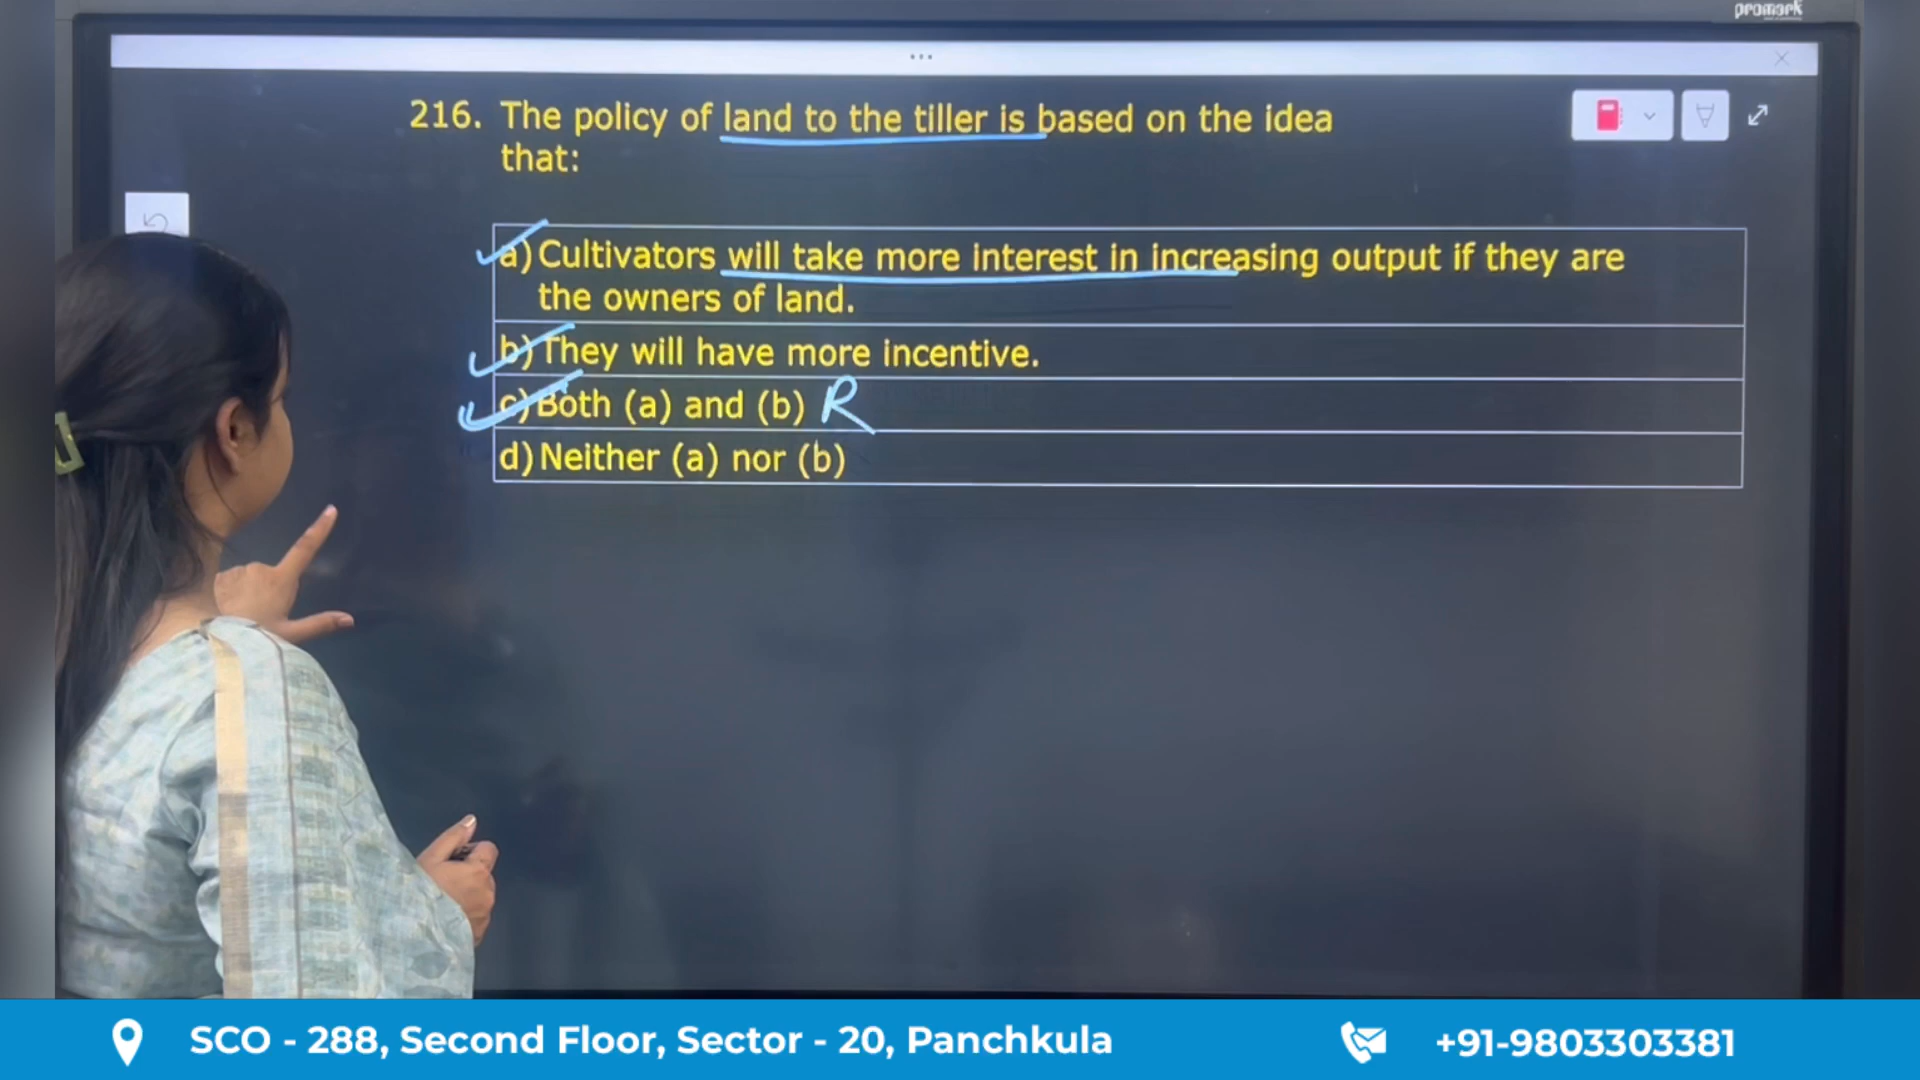 promark
216. The policy of land to the tiller is based on the idea
that:
a) Cultivators will take more interest in increasing output if they are
the owners of land.
b) They will have more incentive.
c) Both (a) and (b) R
d) Neither (a) nor (b)
SCO - 288, Second Floor, Sector - 20, Panchkula
+91-9803303381